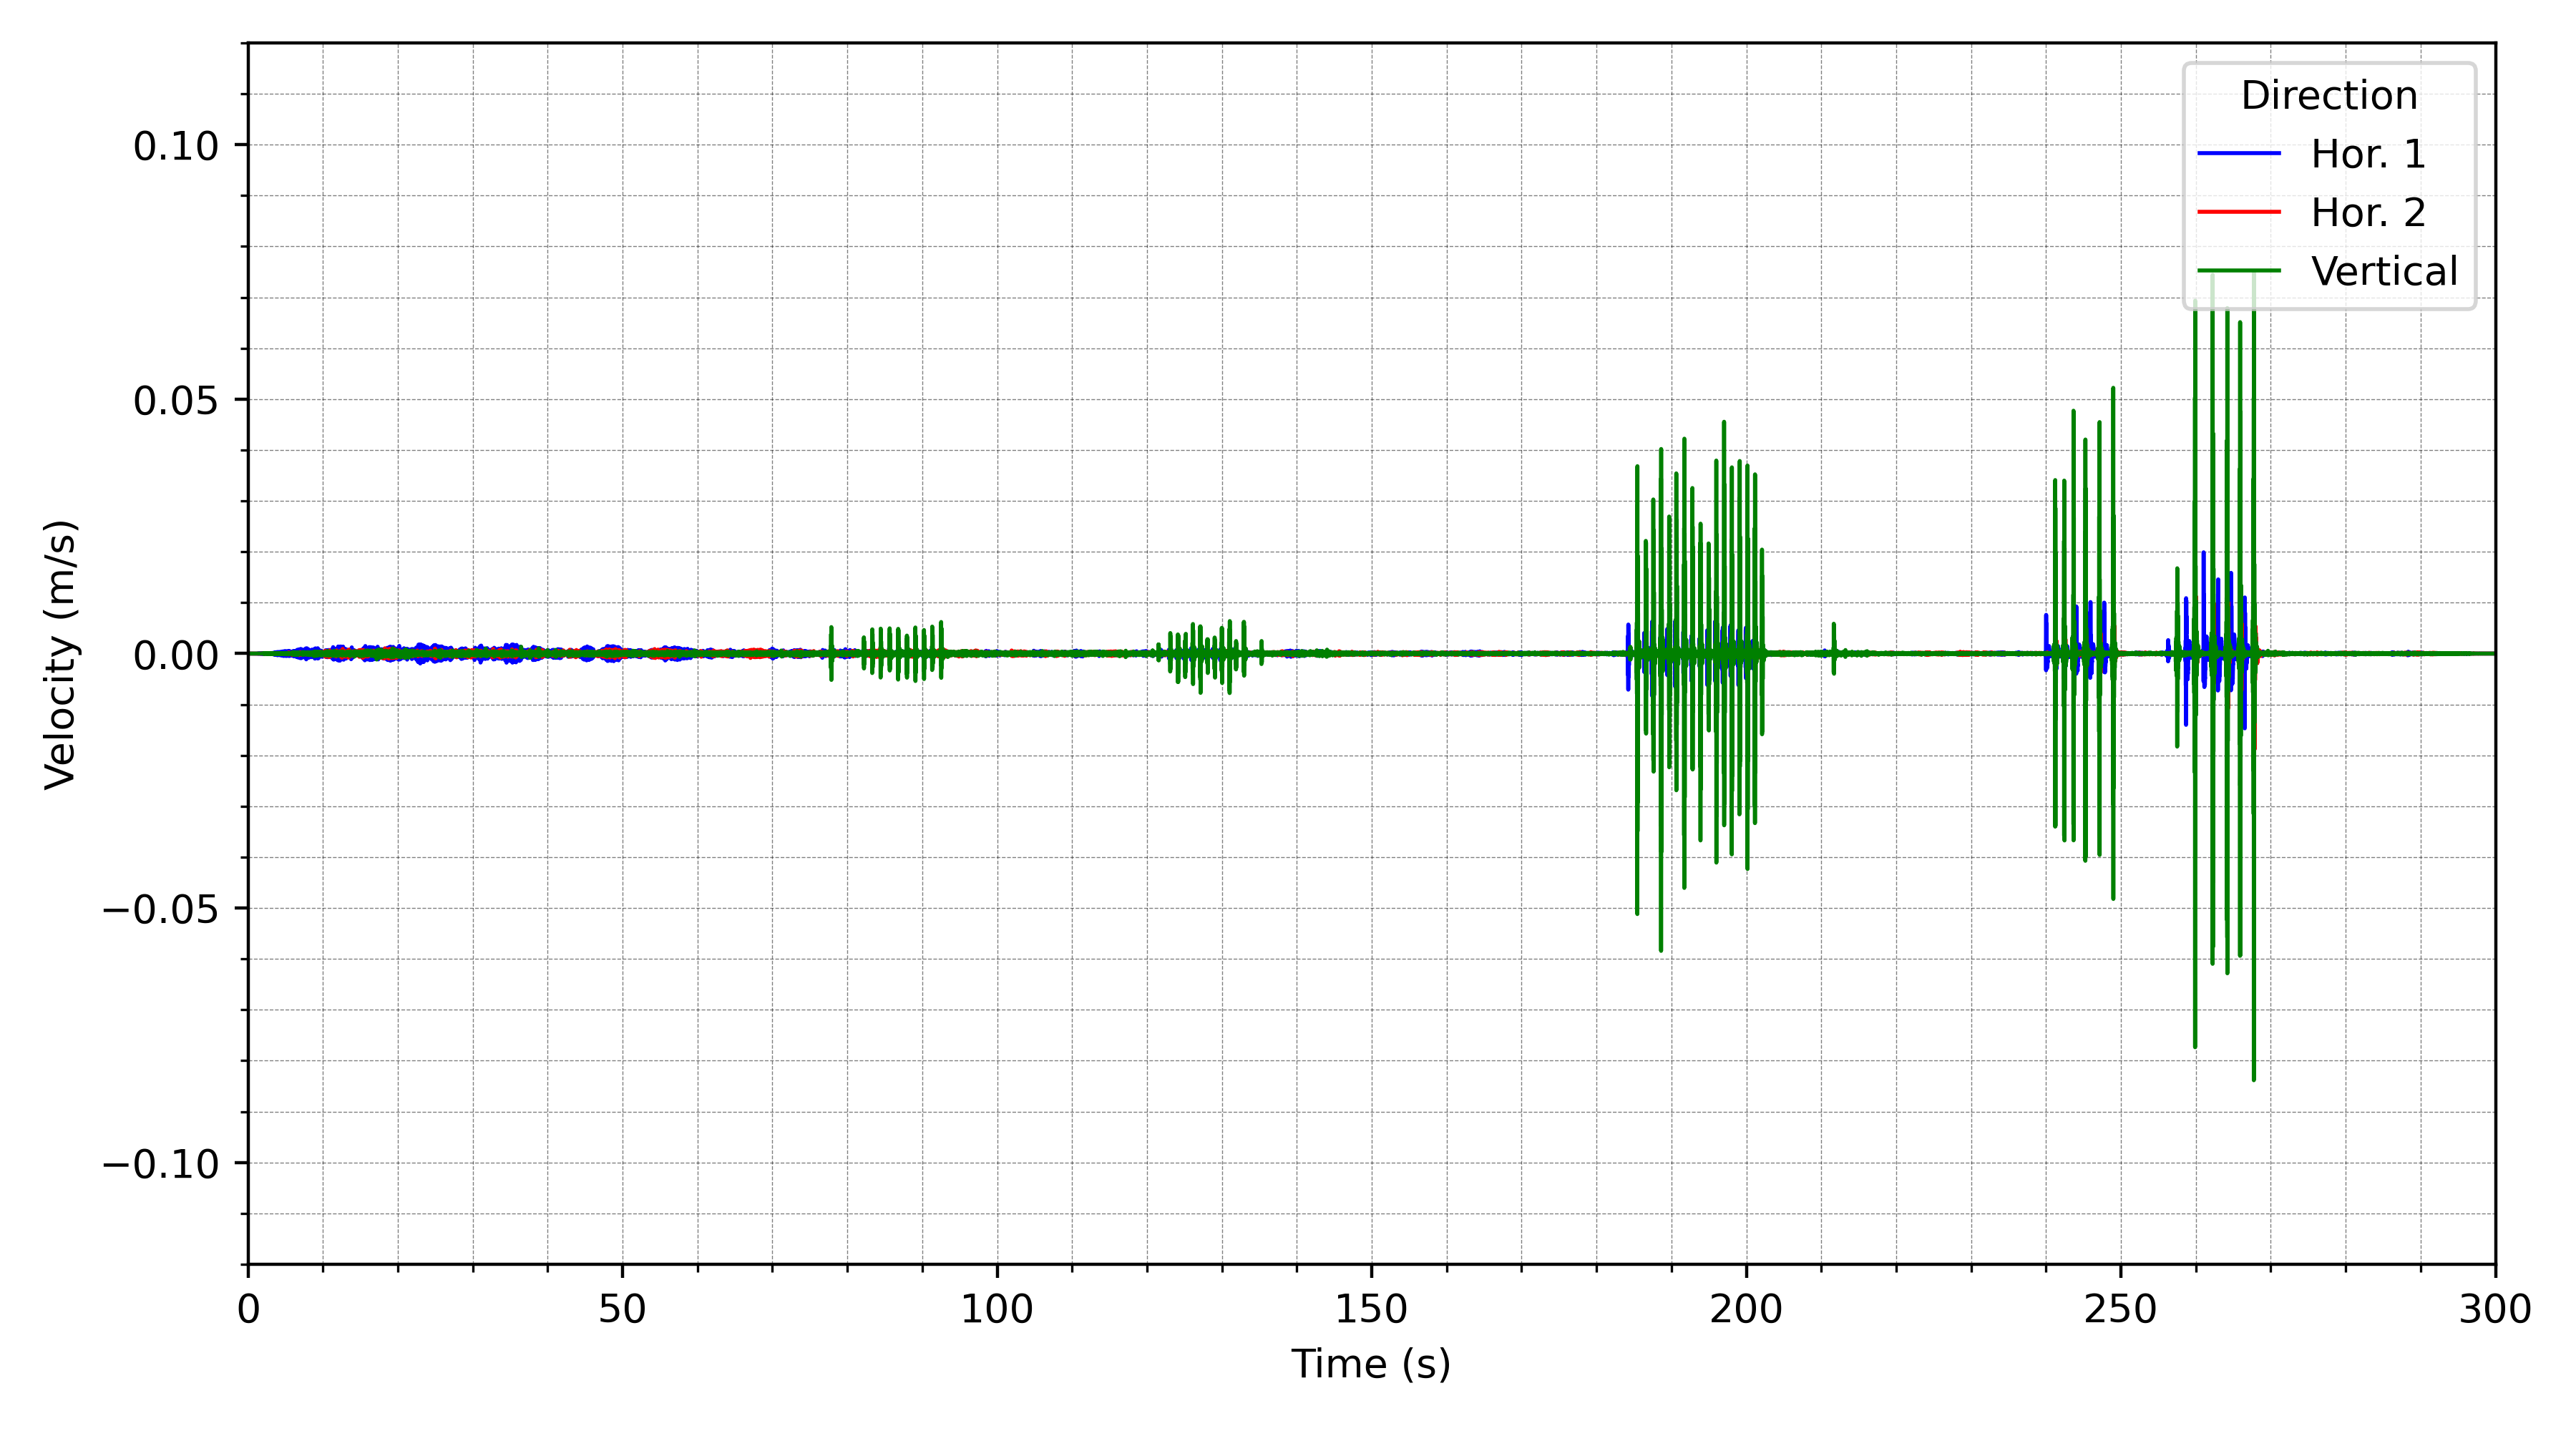 Direction
Hor. 1
Hor. 2
Vertical
0.10
0.05
0.00
−0.05
−0.10
Velocity (m/s)
0 50 100 150 200 250 300
Time (s)